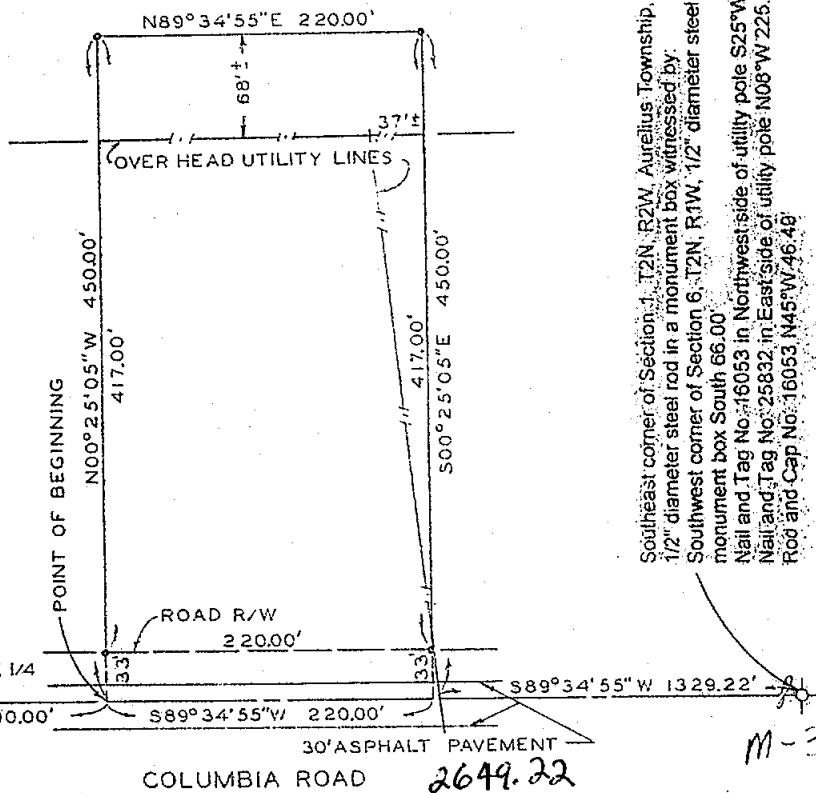 N89°34'55"E 220.00'
68'±
37'±
OVER HEAD UTILITY LINES
N00°25'05"W 450.00'
417.00'
417.00'
S00°25'05"E 450.00'
POINT OF BEGINNING
ROAD R/W
220.00'
33'
33'
1/4
00.00'
S89°34'55"W 220.00'
S89°34'55"W 1329.22'
30' ASPHALT PAVEMENT
COLUMBIA ROAD
2649.22
M-3
Southeast corner of Section 1, T2N, R2W, Aurelius Township,
1/2" diameter steel rod in a monument box witnessed by:
Southwest corner of Section 6, T2N, R1W, 1/2" diameter steel
monument box South 66.00'
Nail and Tag No. 16053 in Northwest side of utility pole S25°W
Nail and Tag No. 25832 in East side of utility pole N08°W 225.
Rod and Cap No. 16053 N45°W 46.49'